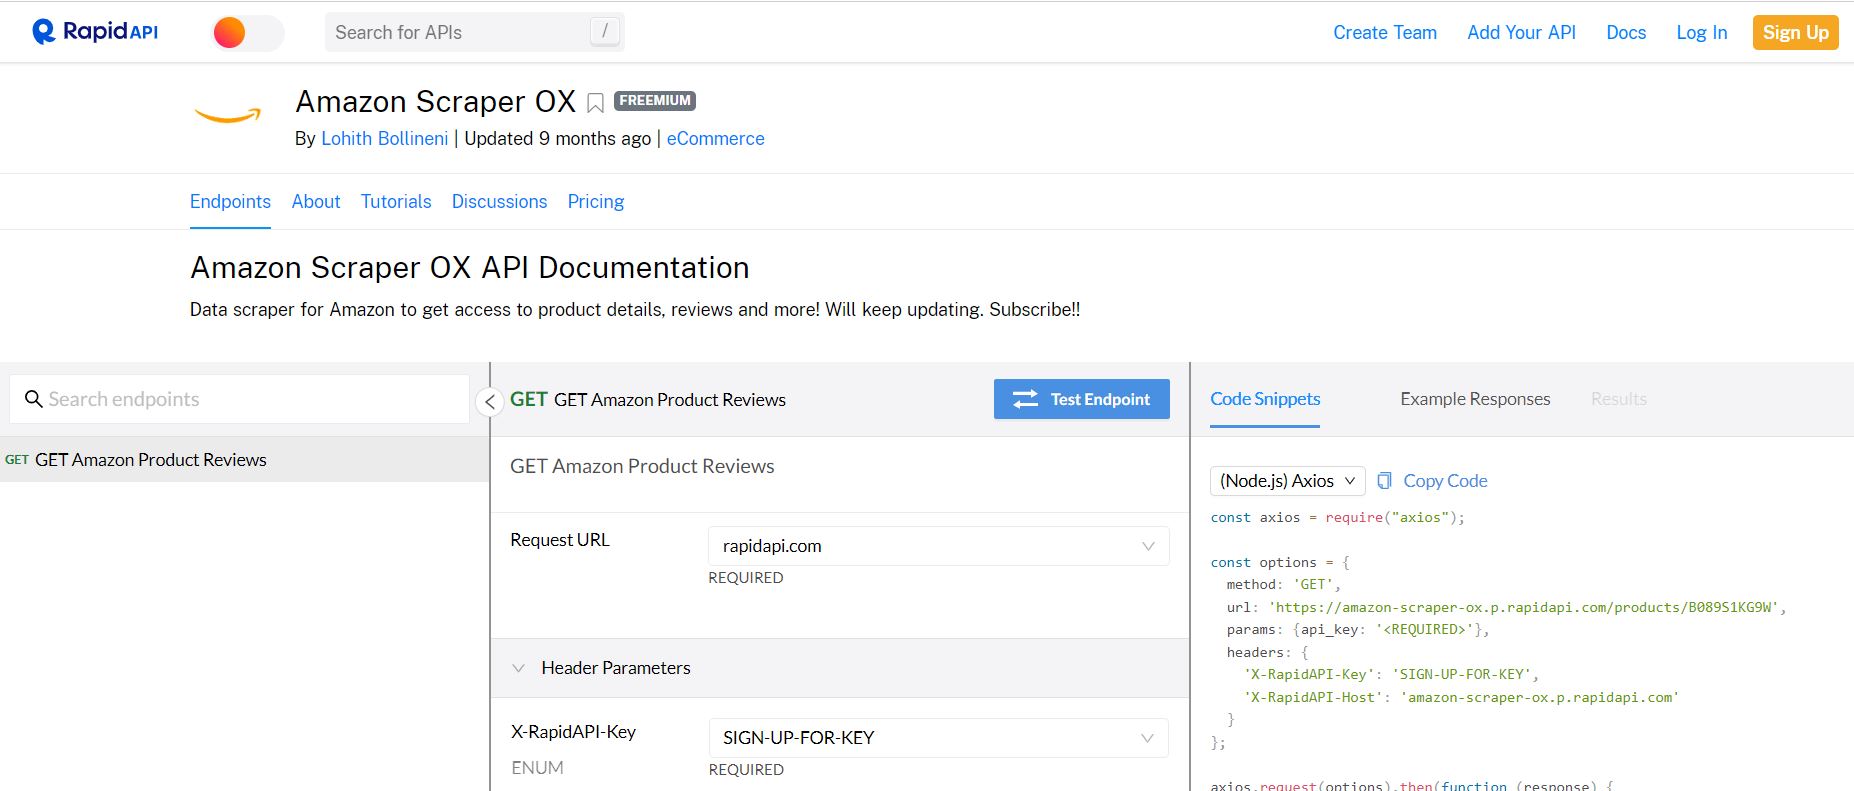 RapidAPI
Search for APIs /
Create Team Add Your API Docs Log In Sign Up
Amazon Scraper OX FREEMIUM
By Lohith Bollineni | Updated 9 months ago | eCommerce
Endpoints About Tutorials Discussions Pricing
Amazon Scraper OX API Documentation
Data scraper for Amazon to get access to product details, reviews and more! Will keep updating. Subscribe!!
Search endpoints
GET GET Amazon Product Reviews
GET GET Amazon Product Reviews
Test Endpoint
GET Amazon Product Reviews
Request URL
rapidapi.com
REQUIRED
Header Parameters
X-RapidAPI-Key
ENUM
SIGN-UP-FOR-KEY
REQUIRED
Code Snippets Example Responses Results
(Node.js) Axios Copy Code
const axios = require("axios");
const options = {
method: 'GET',
url: 'https://amazon-scraper-ox.p.rapidapi.com/products/B089S1KG9W',
params: {api_key: '<REQUIRED>'},
headers: {
'X-RapidAPI-Key': 'SIGN-UP-FOR-KEY',
'X-RapidAPI-Host': 'amazon-scraper-ox.p.rapidapi.com'
}
};
axios.request(options).then(function (response) {